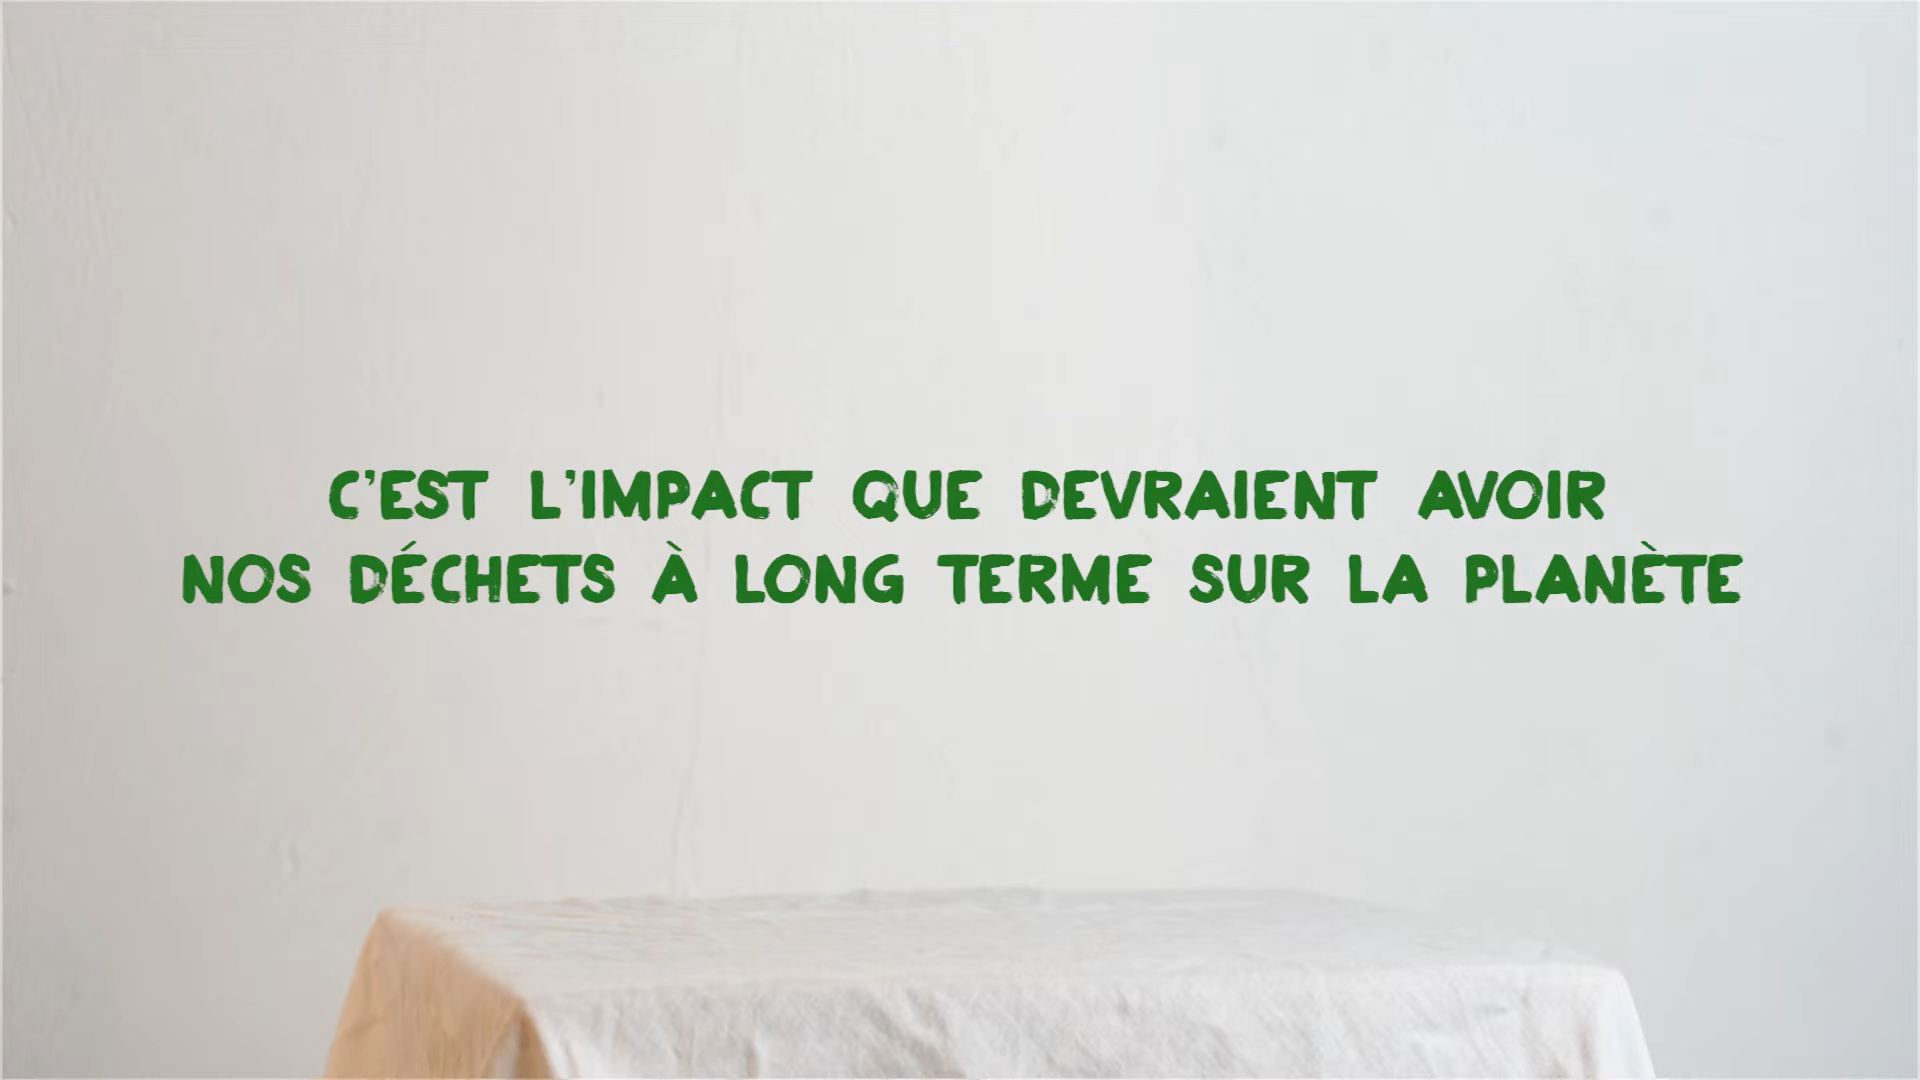 C'EST L'IMPACT QUE DEVRAIENT AVOIR
NOS DÉCHETS À LONG TERME SUR LA PLANÈTE